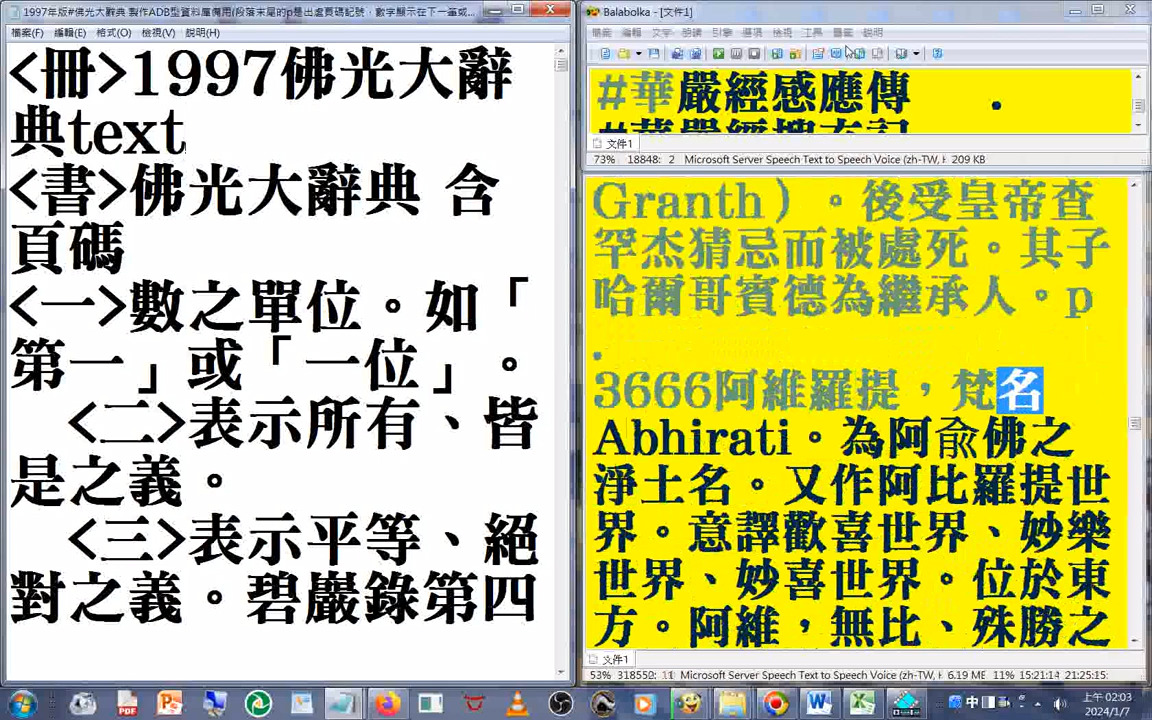 1997年版#佛光大辭典 製作ADB型資料庫備用(段落末尾的p是出處頁碼記號，數字顯示在下一筆或...
檔案(F) 編輯(E) 格式(O) 檢視(V) 說明(H)
<冊>1997佛光大辭
典text
<書>佛光大辭典 含
頁碼
<一>數之單位。如「
第一」或「一位」。
<二>表示所有、皆
是之義。
<三>表示平等、絕
對之義。碧巖錄第四
Balabolka - [文件1]
檔案 編輯 文字 朗讀 引擎 選項 檢視 工具 視窗 說明
#華嚴經感應傳 .
#華嚴經搜玄記
文件1
73% 18848: 2 Microsoft Server Speech Text to Speech Voice (zh-TW, H 209 KB
Granth）。後受皇帝查
罕杰猜忌而被處死。其子
哈爾哥賓德為繼承人。p
.
3666阿維羅提，梵名
Abhirati。為阿兪佛之
淨土名。又作阿比羅提世
界。意譯歡喜世界、妙樂
世界、妙喜世界。位於東
方。阿維，無比、殊勝之
文件1
53% 318550: 11 Microsoft Server Speech Text to Speech Voice (zh-TW, H 6.19 ME 11% 15:21:14 21:25:15:
中
上午 02:03
2024/1/7